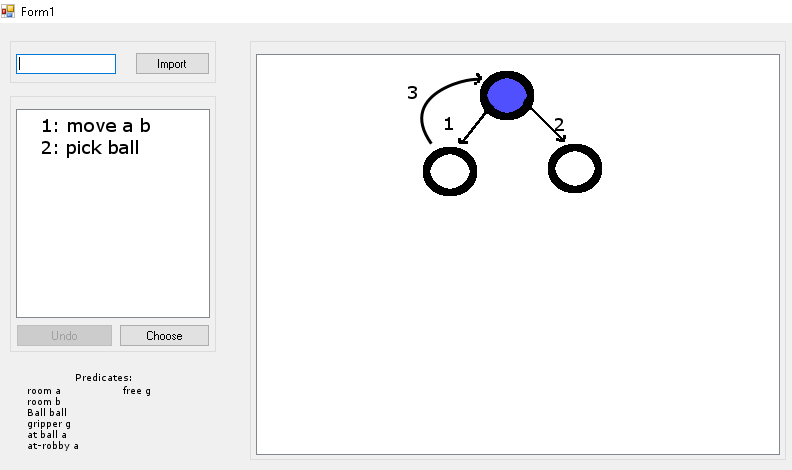 Form1
Import
1: move a b
2: pick ball
Undo
Choose
Predicates:
room a free g
room b
Ball ball
gripper g
at ball a
at-robby a
3
1
2